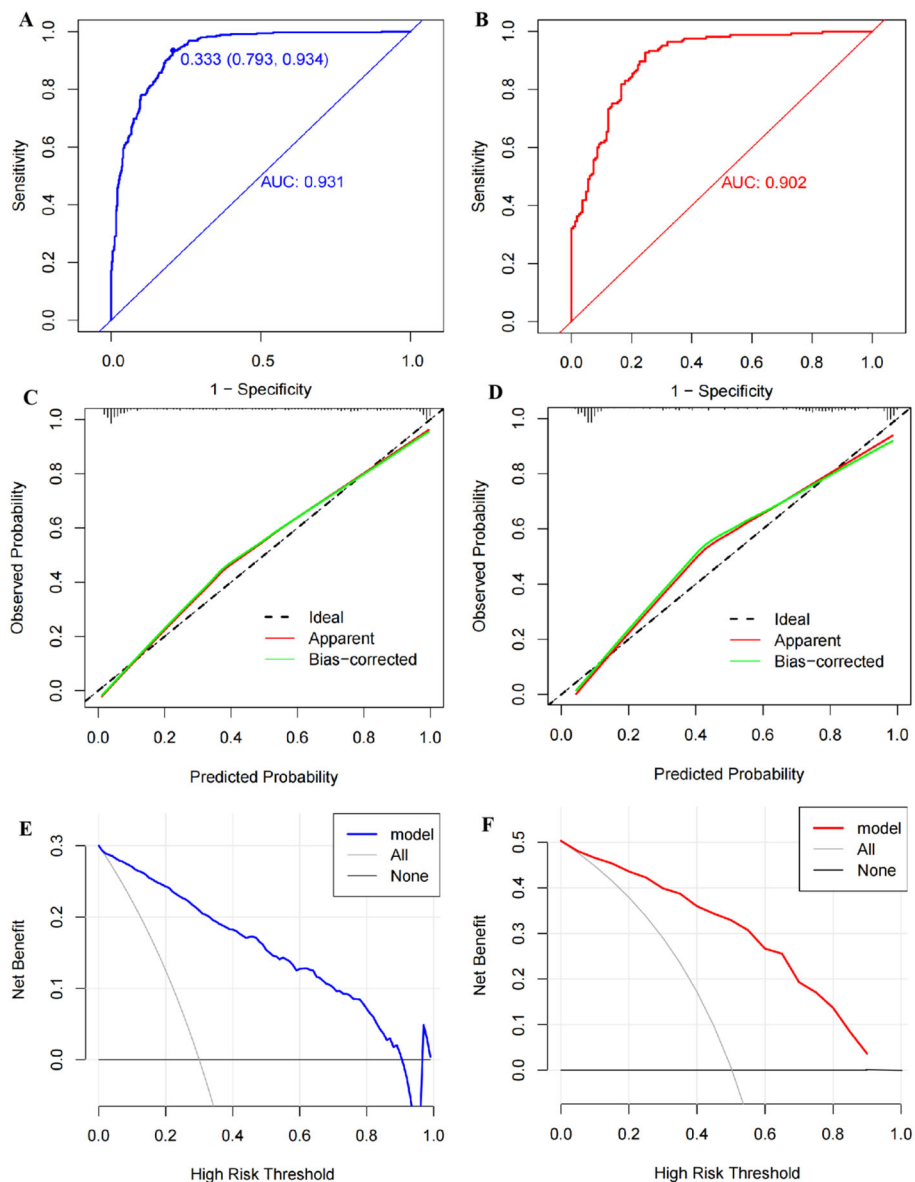 A
B
1.0
0.8
0.6
0.4
0.2
0.0
Sensitivity
0.333 (0.793, 0.934)
AUC: 0.931
0.0 0.5 1.0
1 − Specificity
1.0
0.8
0.6
0.4
0.2
0.0
Sensitivity
AUC: 0.902
0.0 0.2 0.4 0.6 0.8 1.0
1 − Specificity
C
D
1.0
0.8
0.6
0.4
0.2
0.0
Observed Probability
Ideal
Apparent
Bias−corrected
0.0 0.2 0.4 0.6 0.8 1.0
Predicted Probability
1.0
0.8
0.6
0.4
0.2
0.0
Observed Probability
Ideal
Apparent
Bias−corrected
0.0 0.2 0.4 0.6 0.8 1.0
Predicted Probability
E
F
0.3
0.2
0.1
0.0
Net Benefit
model
All
None
0.0 0.2 0.4 0.6 0.8 1.0
High Risk Threshold
0.5
0.4
0.3
0.2
0.1
0.0
Net Benefit
model
All
None
0.0 0.2 0.4 0.6 0.8 1.0
High Risk Threshold